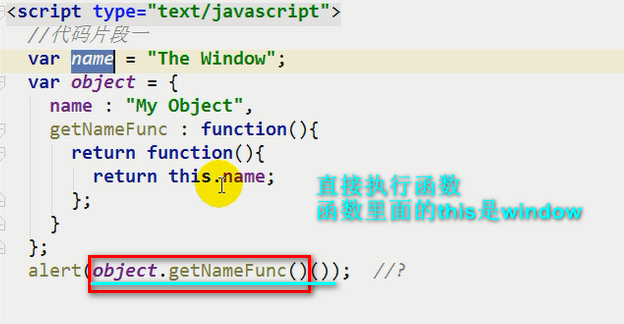 <script type="text/javascript">
//代码片段一
var name = "The Window";
var object = {
name : "My Object",
getNameFunc : function(){
return function(){
return this.name;
};
}
};
alert(object.getNameFunc()()); //?
直接执行函数
函数里面的this是window